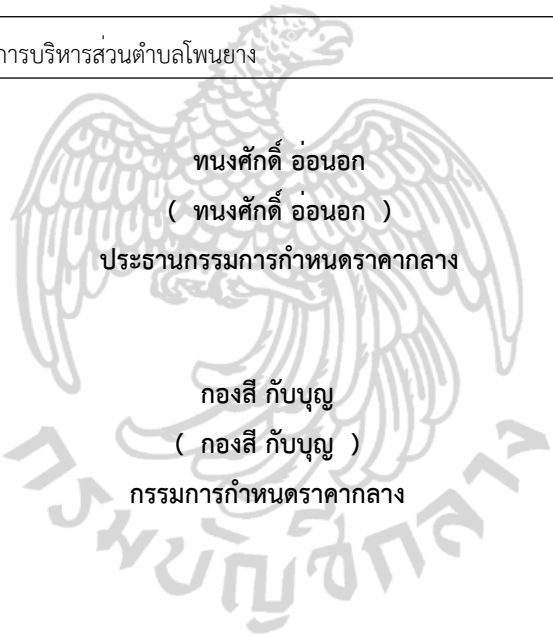 การบริหารส่วนตำบลโพนยาง
ทนงศักดิ์ อ่อนอก
( ทนงศักดิ์ อ่อนอก )
ประธานกรรมการกำหนดราคากลาง
กองสี กับบุญ
( กองสี กับบุญ )
กรรมการกำหนดราคากลาง
กรมบัญชีกลาง